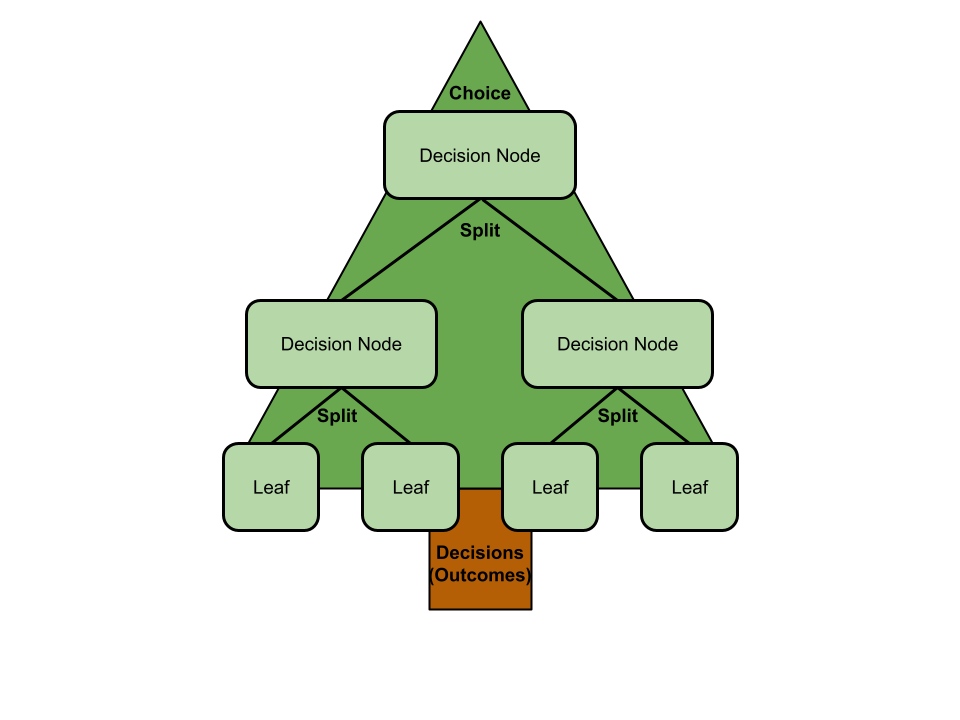 Choice
Decision Node
Split
Decision Node
Decision Node
Split
Split
Leaf
Leaf
Leaf
Leaf
Decisions
(Outcomes)